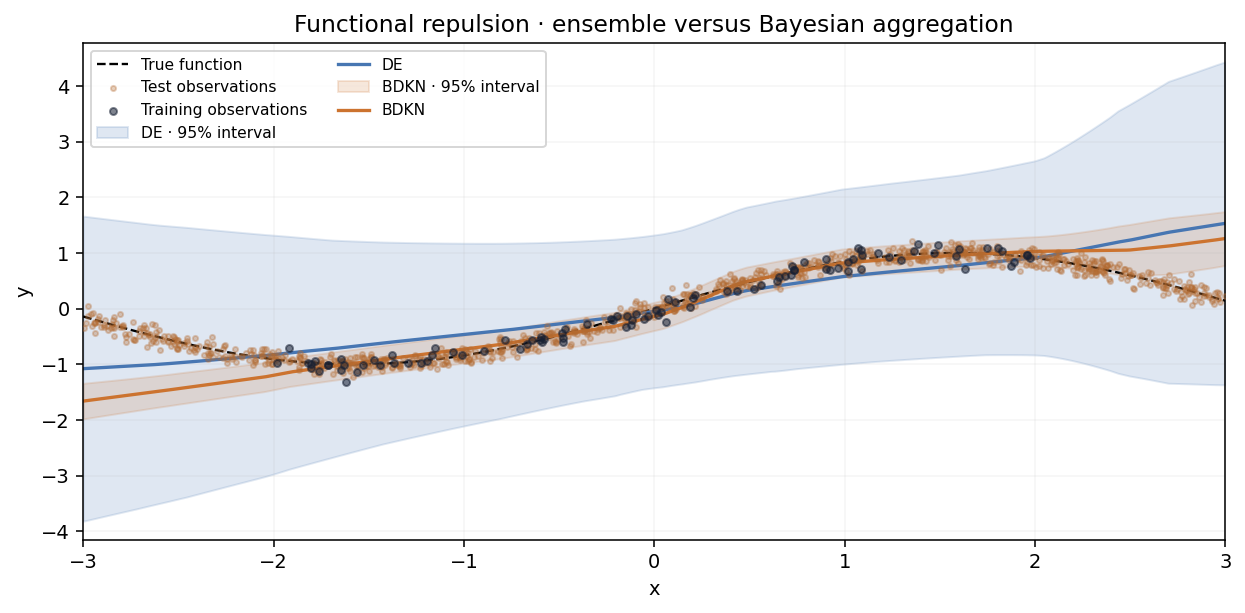 Functional repulsion · ensemble versus Bayesian aggregation
True function
Test observations
Training observations
DE · 95% interval
DE
BDKN · 95% interval
BDKN
y
4
3
2
1
0
−1
−2
−3
−4
−3
−2
−1
0
1
2
3
x